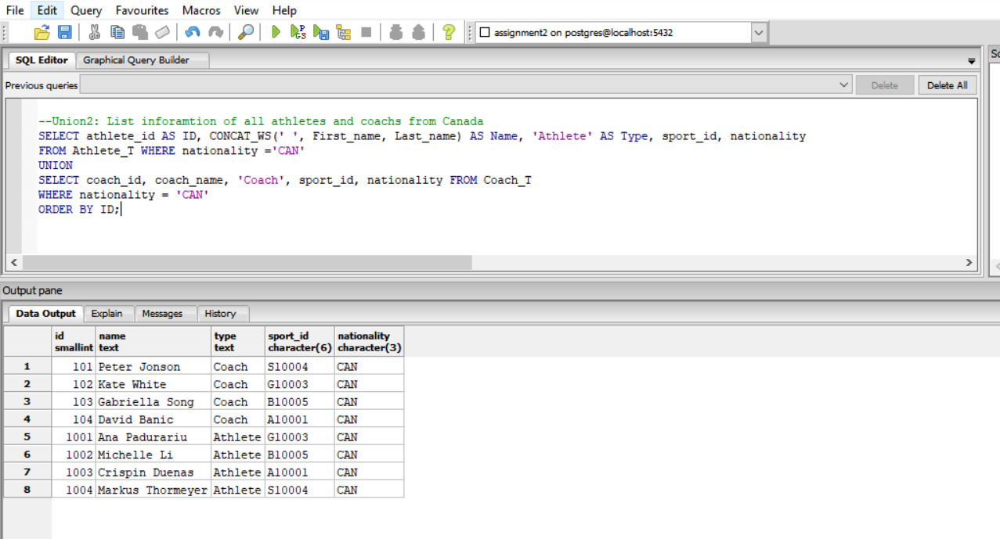 File Edit Query Favourites Macros View Help
assignment2 on postgres@localhost:5432
SQL Editor Graphical Query Builder
Previous queries Delete Delete All
--Union2: List inforamtion of all athletes and coachs from Canada
SELECT athlete_id AS ID, CONCAT_WS(' ', First_name, Last_name) AS Name, 'Athlete' AS Type, sport_id, nationality
FROM Athlete_T WHERE nationality ='CAN'
UNION
SELECT coach_id, coach_name, 'Coach', sport_id, nationality FROM Coach_T
WHERE nationality = 'CAN'
ORDER BY ID;
Output pane
Data Output Explain Messages History
id name type sport_id nationality
smallint text text character(6) character(3)
1 101 Peter Jonson Coach S10004 CAN
2 102 Kate White Coach G10003 CAN
3 103 Gabriella Song Coach B10005 CAN
4 104 David Banic Coach A10001 CAN
5 1001 Ana Padurariu Athlete G10003 CAN
6 1002 Michelle Li Athlete B10005 CAN
7 1003 Crispin Duenas Athlete A10001 CAN
8 1004 Markus Thormeyer Athlete S10004 CAN